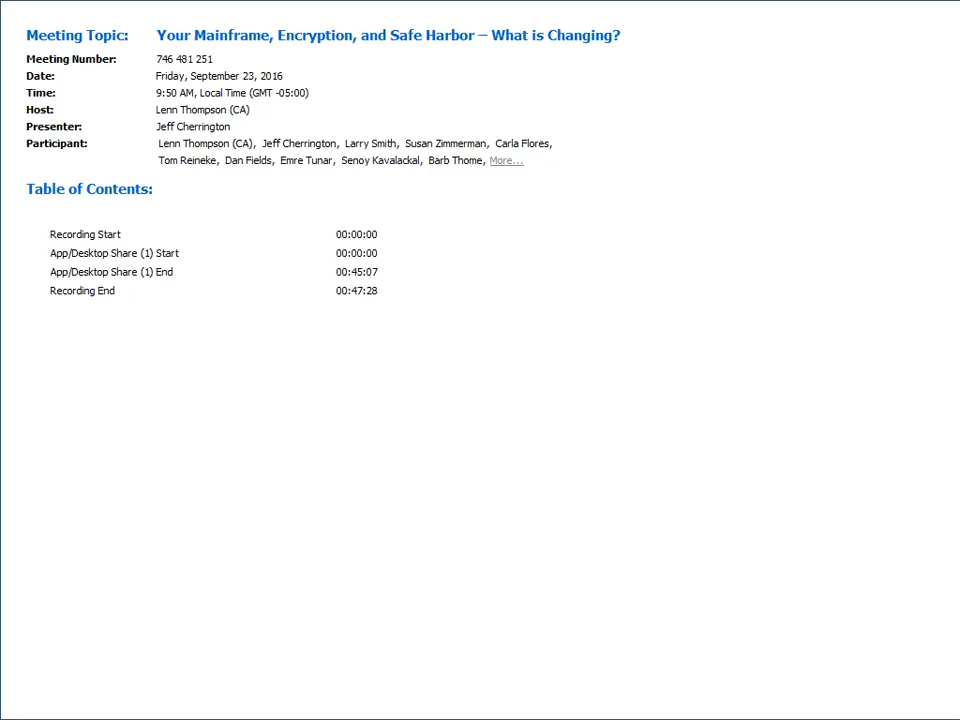 Meeting Topic: Your Mainframe, Encryption, and Safe Harbor – What is Changing?
Meeting Number: 746 481 251
Date: Friday, September 23, 2016
Time: 9:50 AM, Local Time (GMT -05:00)
Host: Lenn Thompson (CA)
Presenter: Jeff Cherrington
Participant: Lenn Thompson (CA), Jeff Cherrington, Larry Smith, Susan Zimmerman, Carla Flores,
Tom Reineke, Dan Fields, Emre Tunar, Senoy Kavalackal, Barb Thome, More...
Table of Contents:
Recording Start 00:00:00
App/Desktop Share (1) Start 00:00:00
App/Desktop Share (1) End 00:45:07
Recording End 00:47:28